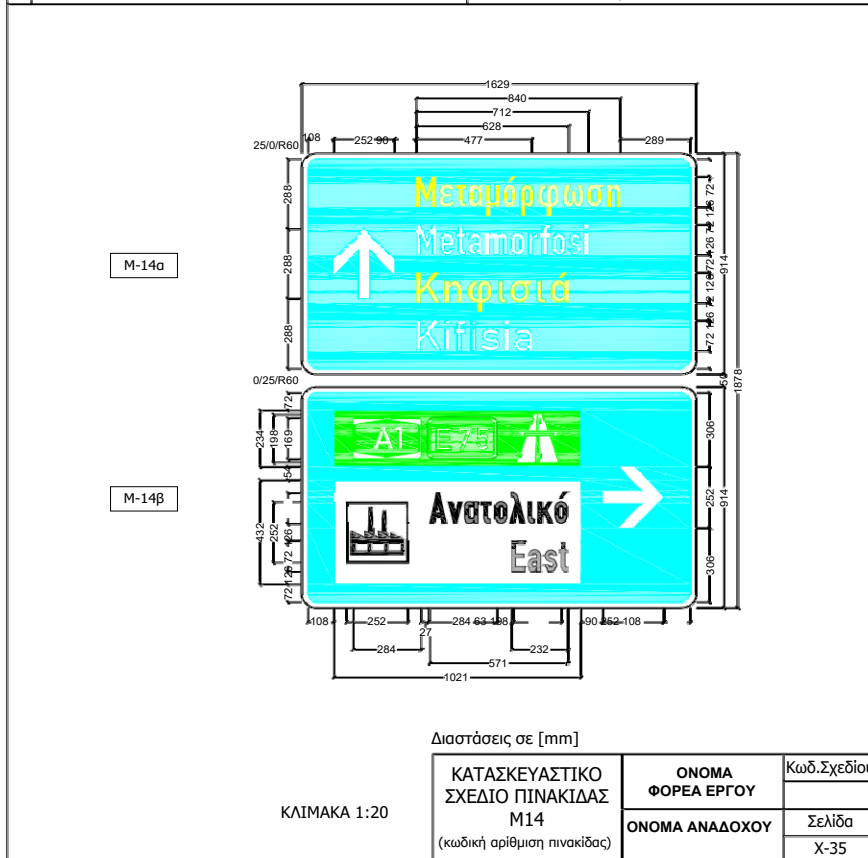 1629
840
712
628
108 252 90 477 289
25/0/R60
288
288
288
Μεταμόρφωση
Metamorfosi
Κηφισιά
Kifisia
72
126
72
126
72
126
72
126
72
914
50
1878
M-14α
0/25/R60
72
234
198
169
54
432
252
126
72
126
72
A1 E 75
Ανατολικό
East
306
252
306
914
M-14β
108 252 284 63 198 90 252 108
27
284 571 232
1021
Διαστάσεις σε [mm]
ΚΛΙΜΑΚΑ 1:20
ΚΑΤΑΣΚΕΥΑΣΤΙΚΟ
ΣΧΕΔΙΟ ΠΙΝΑΚΙΔΑΣ
M14
(κωδική αρίθμιση πινακίδας)
ΟΝΟΜΑ
ΦΟΡΕΑ ΕΡΓΟΥ
ΟΝΟΜΑ ΑΝΑΔΟΧΟΥ
Κωδ.Σχεδίου
Σελίδα
X-35